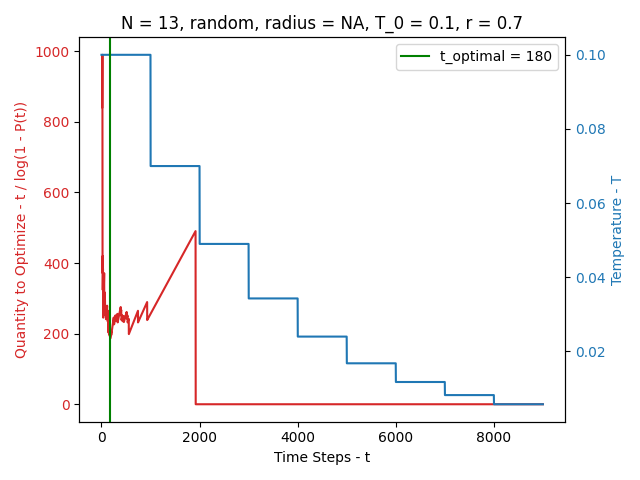 N = 13, random, radius = NA, T_0 = 0.1, r = 0.7
t_optimal = 180
Quantity to Optimize - t / log(1 - P(t))
1000
800
600
400
200
0
0.10
0.08
0.06
0.04
0.02
Temperature - T
0 2000 4000 6000 8000
Time Steps - t